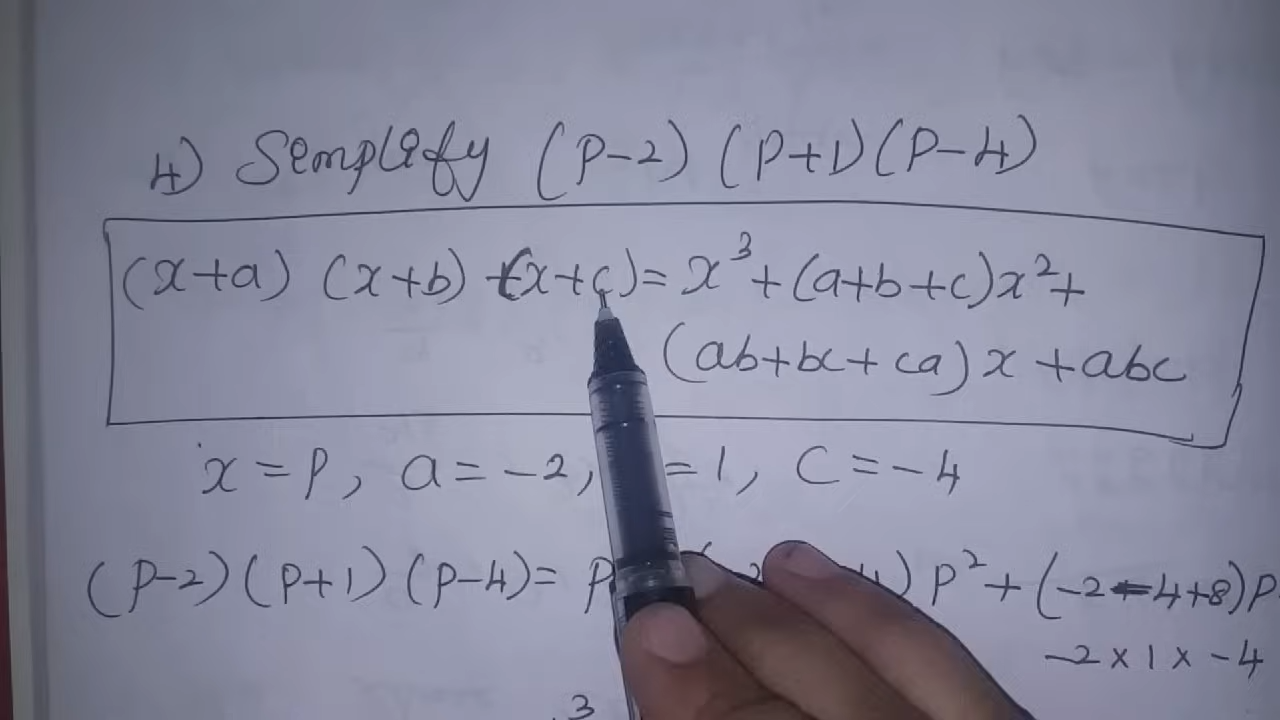 4) Simplify (P-2) (P+1) (P-4)
(x+a) (x+b) (x+c) = x³ + (a+b+c)x² +
(ab+bc+ca)x + abc
x = P, a = -2, =1, C = -4
(P-2) (P+1) (P-4) = P P² + (-2-4+8)P
-2 x 1 x -4
3